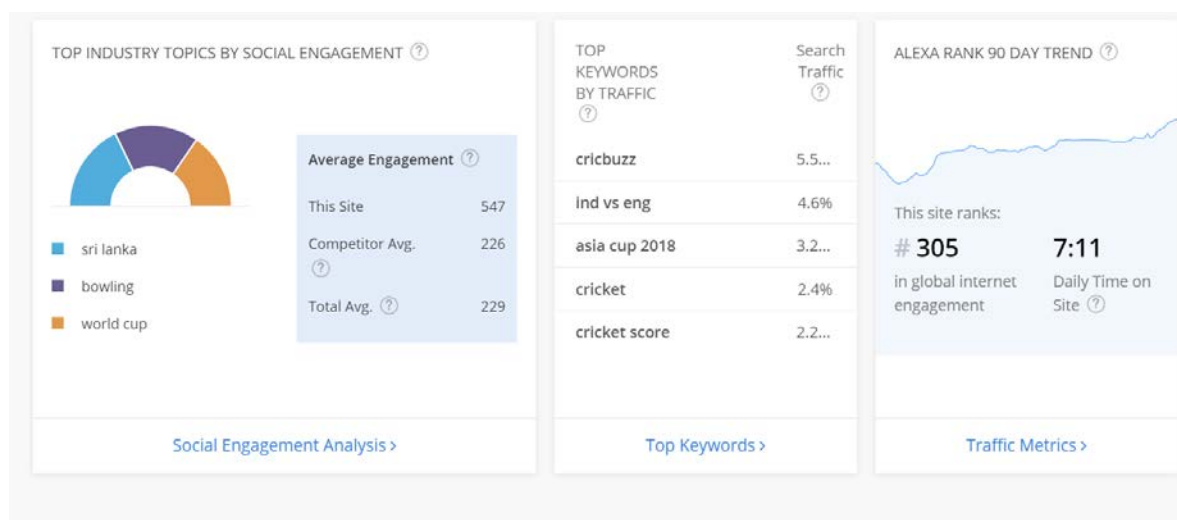 TOP INDUSTRY TOPICS BY SOCIAL ENGAGEMENT ?
sri lanka
bowling
world cup
Average Engagement ?
This Site 547
Competitor Avg. 226
?
Total Avg. ? 229
Social Engagement Analysis >
TOP
KEYWORDS
BY TRAFFIC
?
Search
Traffic
?
cricbuzz 5.5...
ind vs eng 4.6%
asia cup 2018 3.2...
cricket 2.4%
cricket score 2.2...
Top Keywords >
ALEXA RANK 90 DAY TREND ?
This site ranks:
# 305
in global internet
engagement
7:11
Daily Time on
Site ?
Traffic Metrics >